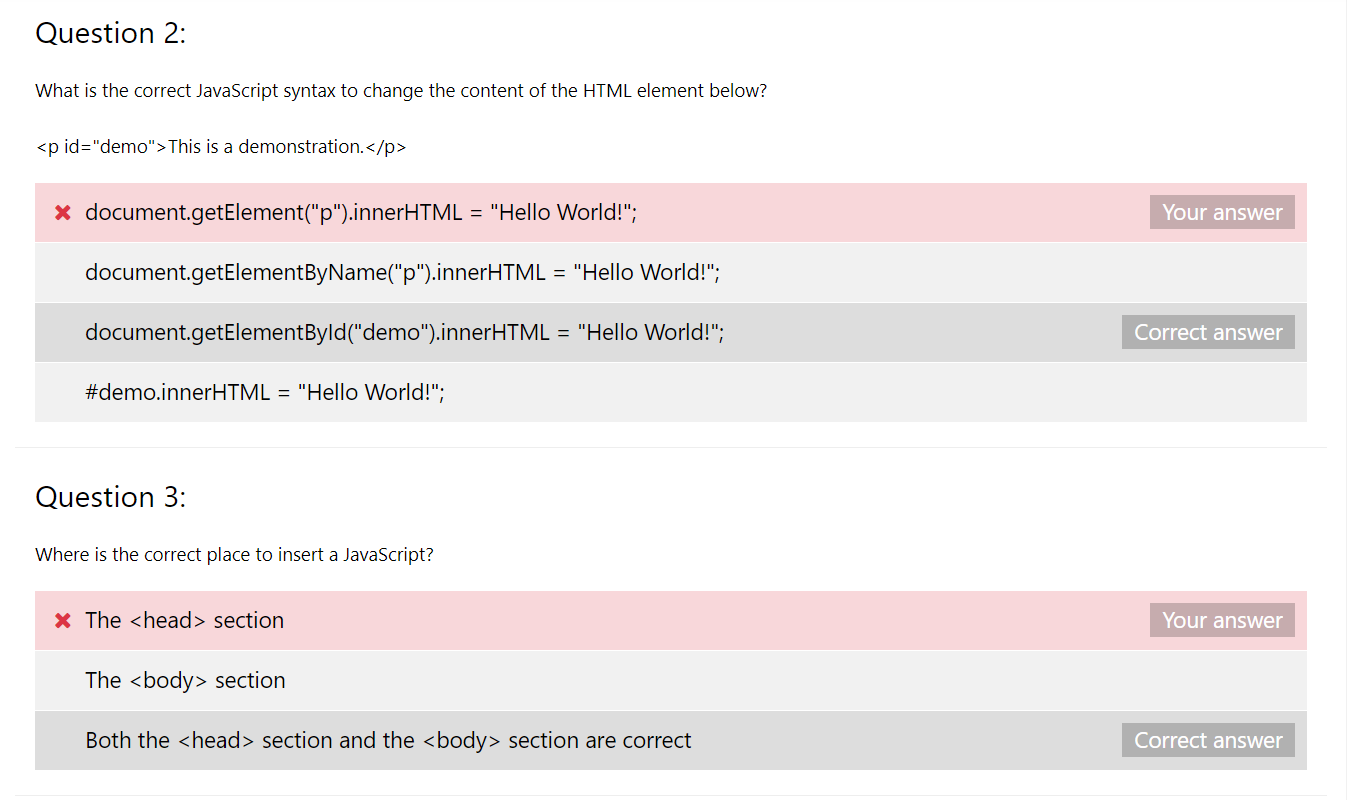 Question 2:
What is the correct JavaScript syntax to change the content of the HTML element below?
<p id="demo">This is a demonstration.</p>
document.getElement("p").innerHTML = "Hello World!"; Your answer
document.getElementByName("p").innerHTML = "Hello World!";
document.getElementById("demo").innerHTML = "Hello World!"; Correct answer
#demo.innerHTML = "Hello World!";
Question 3:
Where is the correct place to insert a JavaScript?
The <head> section Your answer
The <body> section
Both the <head> section and the <body> section are correct Correct answer